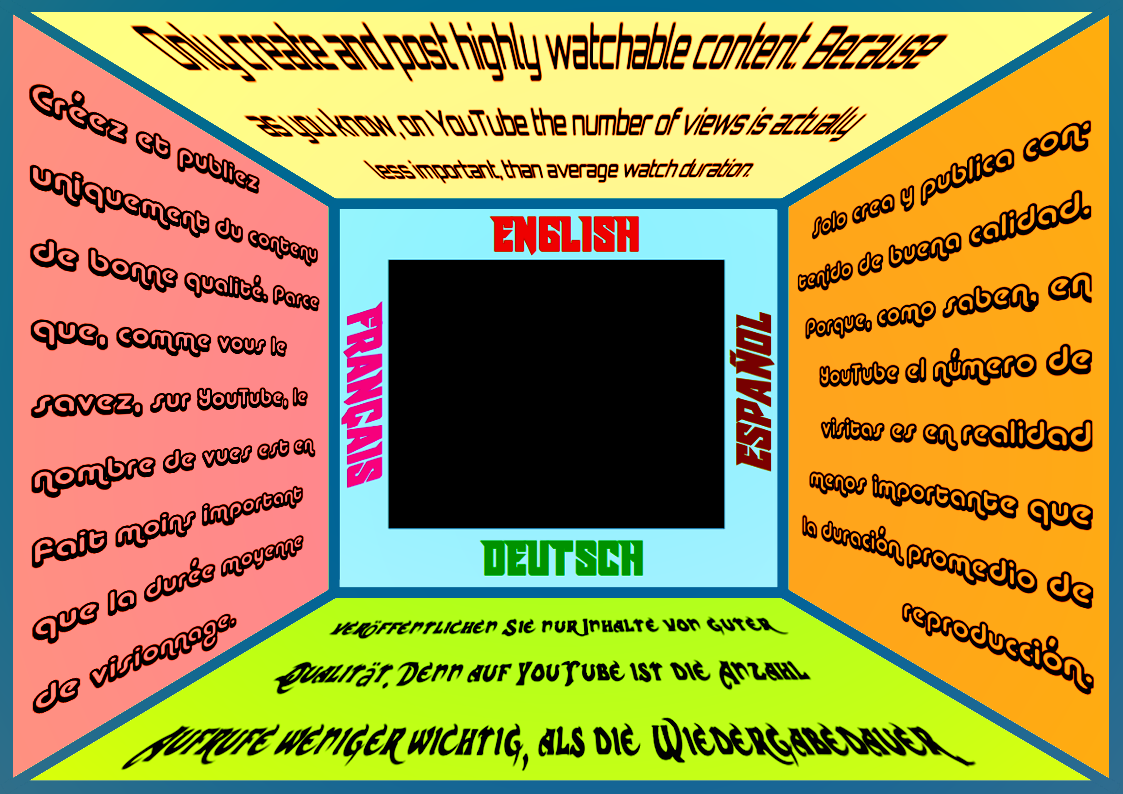 Only create and post highly watchable content. Because
as you know, on YouTube the number of views is actually
less important, than average watch duration.
Créez et publiez
uniquement du contenu
de bonne qualité. Parce
que, comme vous le
savez, sur YouTube, le
nombre de vues est en
fait moins important
que la durée moyenne
de visionnage.
ENGLISH
FRANÇAIS
ESPAÑOL
DEUTSCH
Solo crea y publica con-
tenido de buena calidad.
Porque, como saben, en
YouTube el número de
visitas es en realidad
menos importante que
la duración promedio de
reproducción.
Veröffentlichen Sie nur Inhalte von guter
Qualität. Denn auf YouTube ist die Anzahl
Aufrufe weniger wichtig, als die Wiedergabedauer